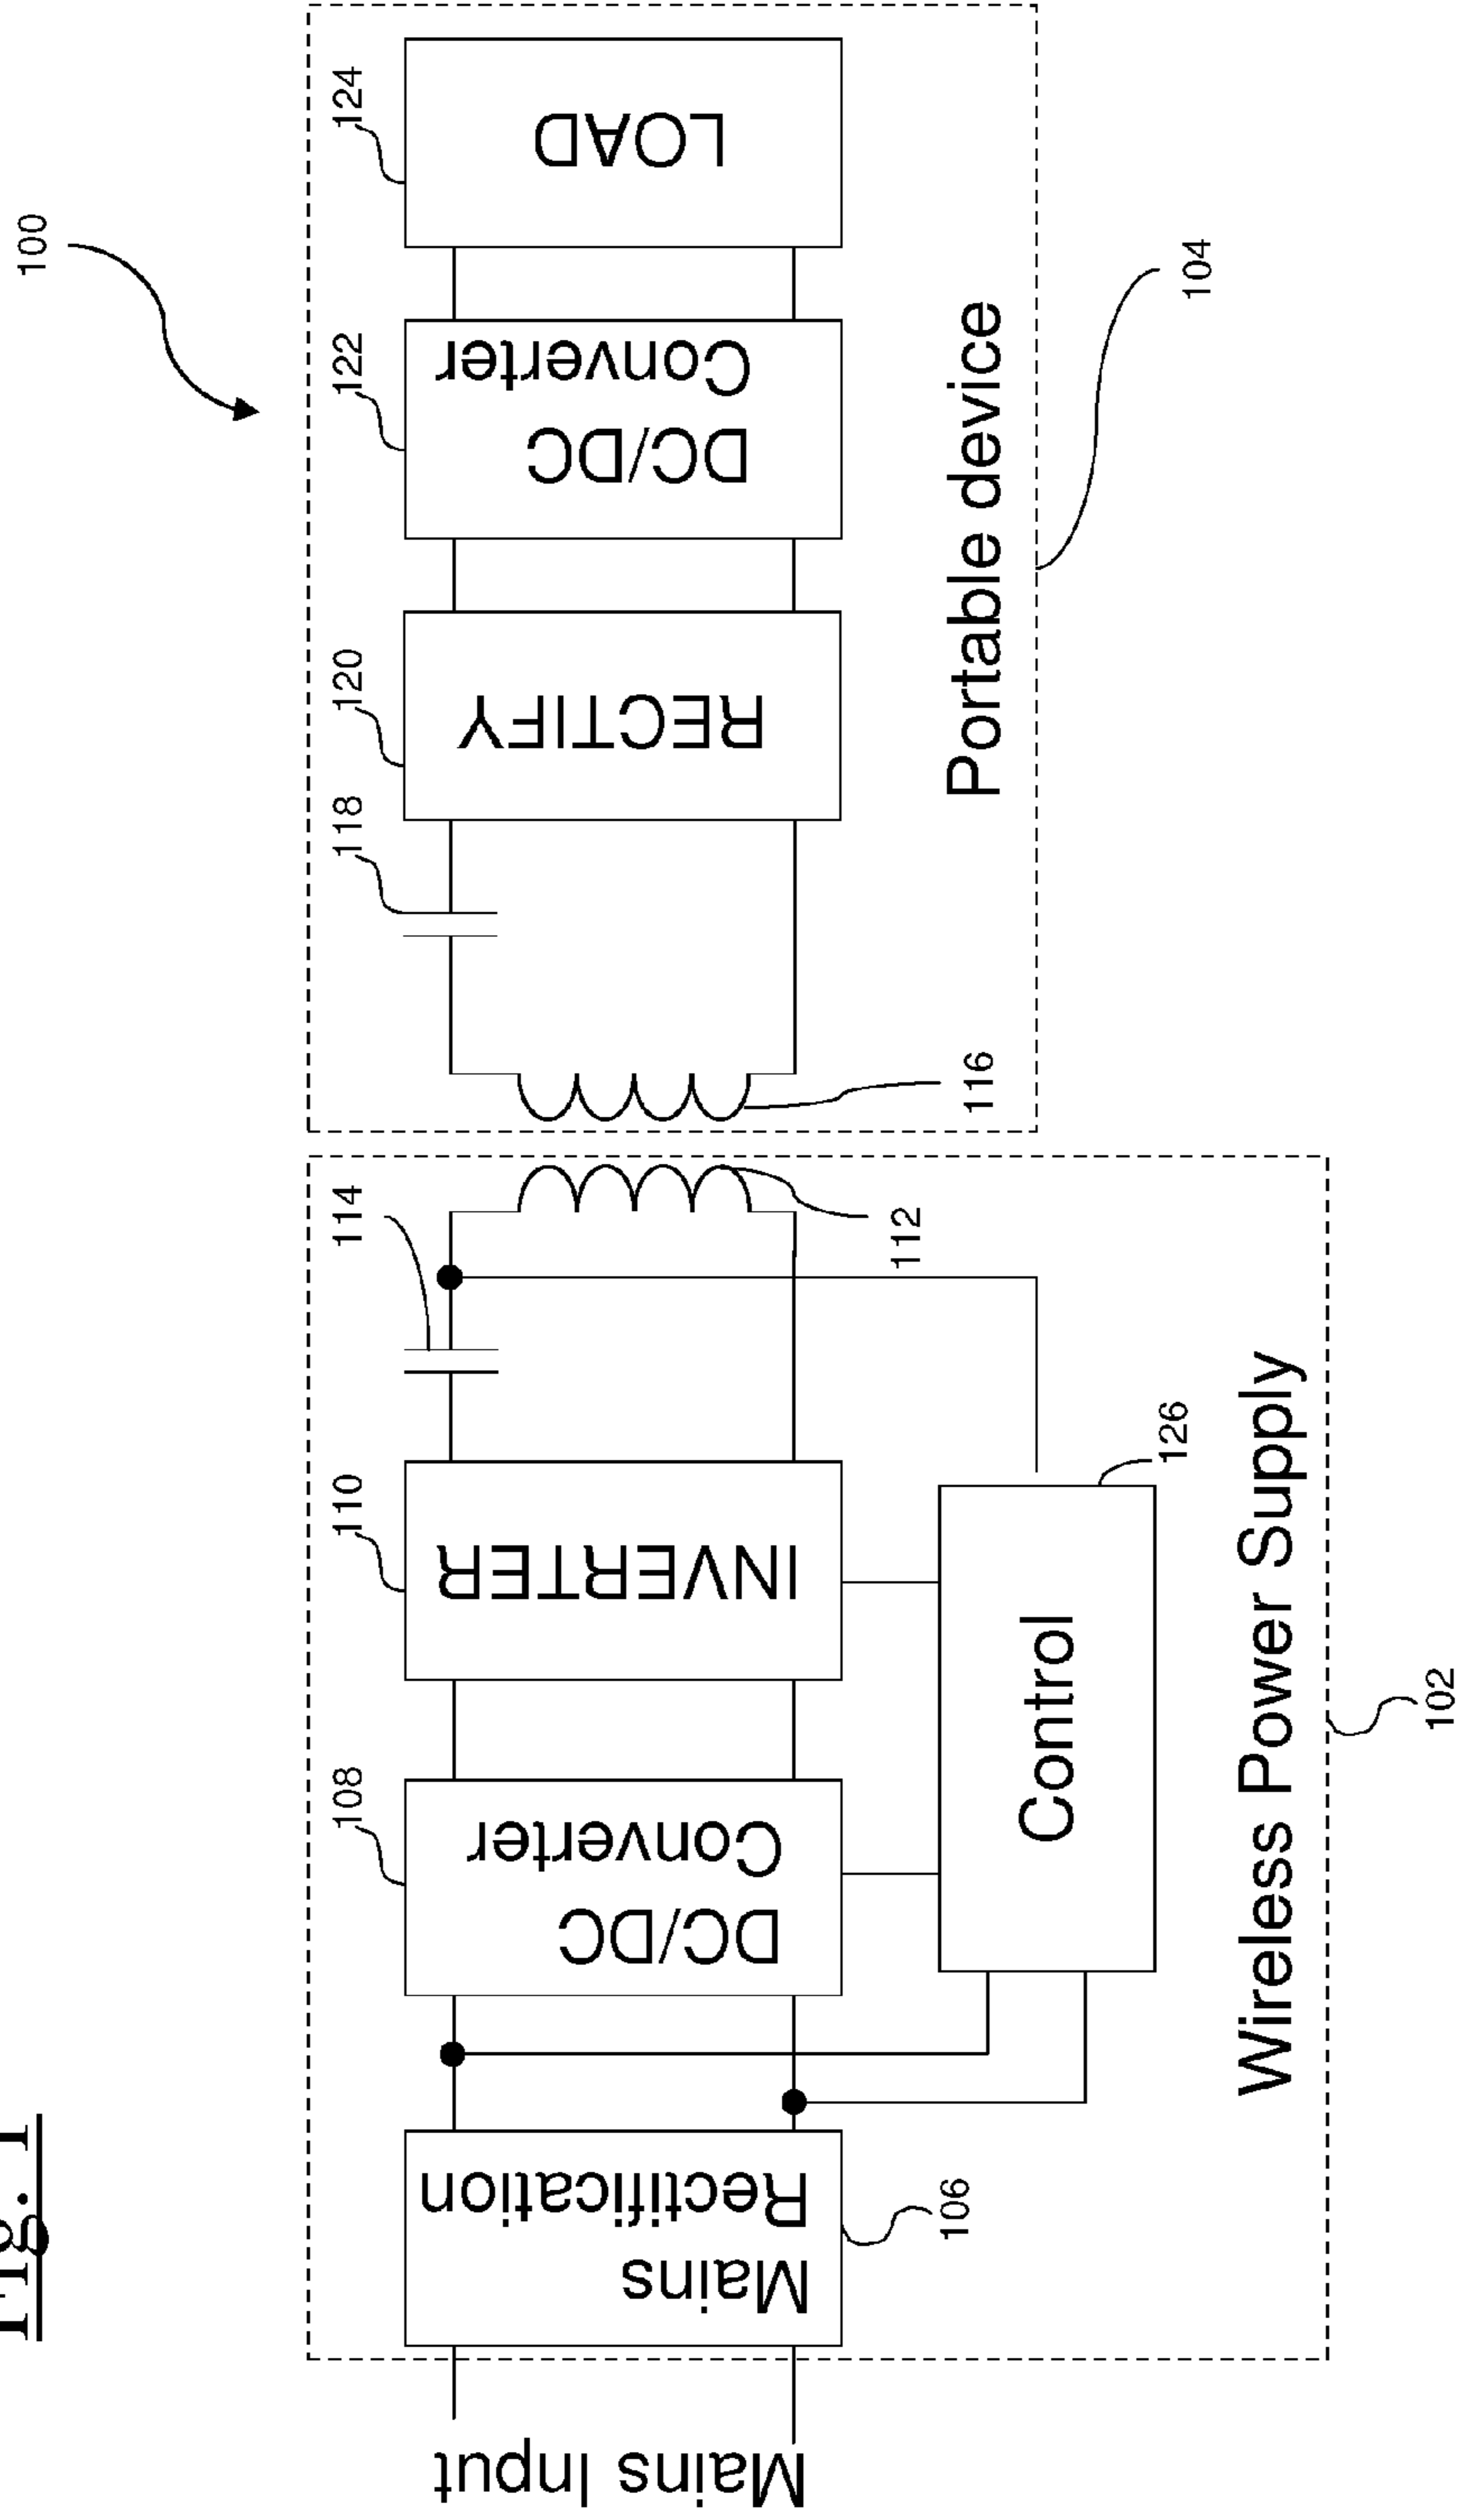 Fig. 1
100
124
122
120
118
LOAD
DC/DC
Converter
RECTIFY
Portable device
104
116
114
112
110
108
INVERTER
DC/DC
Converter
Mains
Rectification
Mains Input
Control
126
106
Wireless Power Supply
102